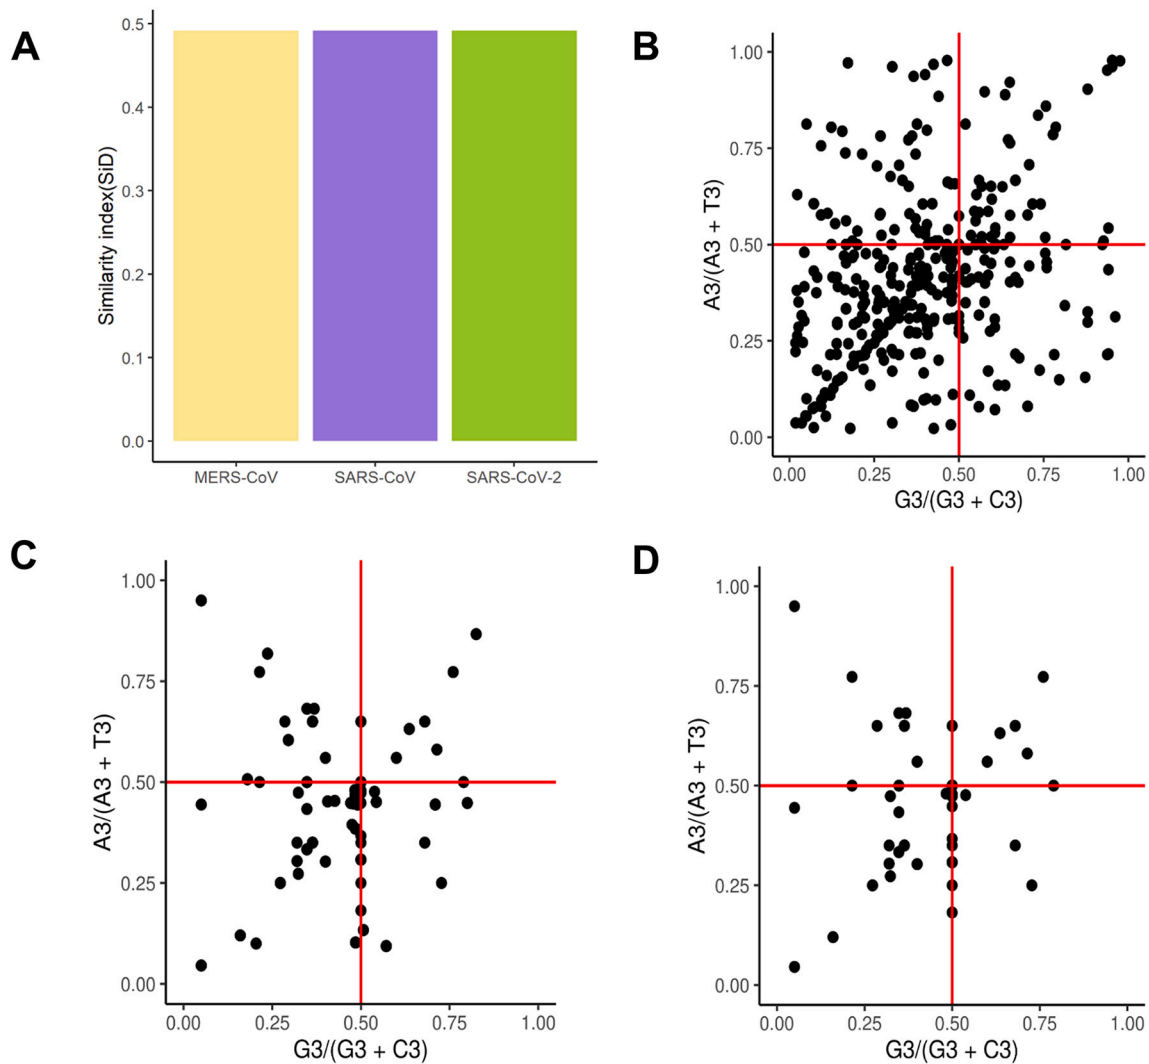 A
Similarity index(SiD)
0.5
0.4
0.3
0.2
0.1
0.0
MERS-CoV SARS-CoV SARS-CoV-2
B
A3/(A3 + T3)
1.00
0.75
0.50
0.25
0.00
0.00 0.25 0.50 0.75 1.00
G3/(G3 + C3)
C
A3/(A3 + T3)
1.00
0.75
0.50
0.25
0.00
0.00 0.25 0.50 0.75 1.00
G3/(G3 + C3)
D
A3/(A3 + T3)
1.00
0.75
0.50
0.25
0.00
0.00 0.25 0.50 0.75 1.00
G3/(G3 + C3)